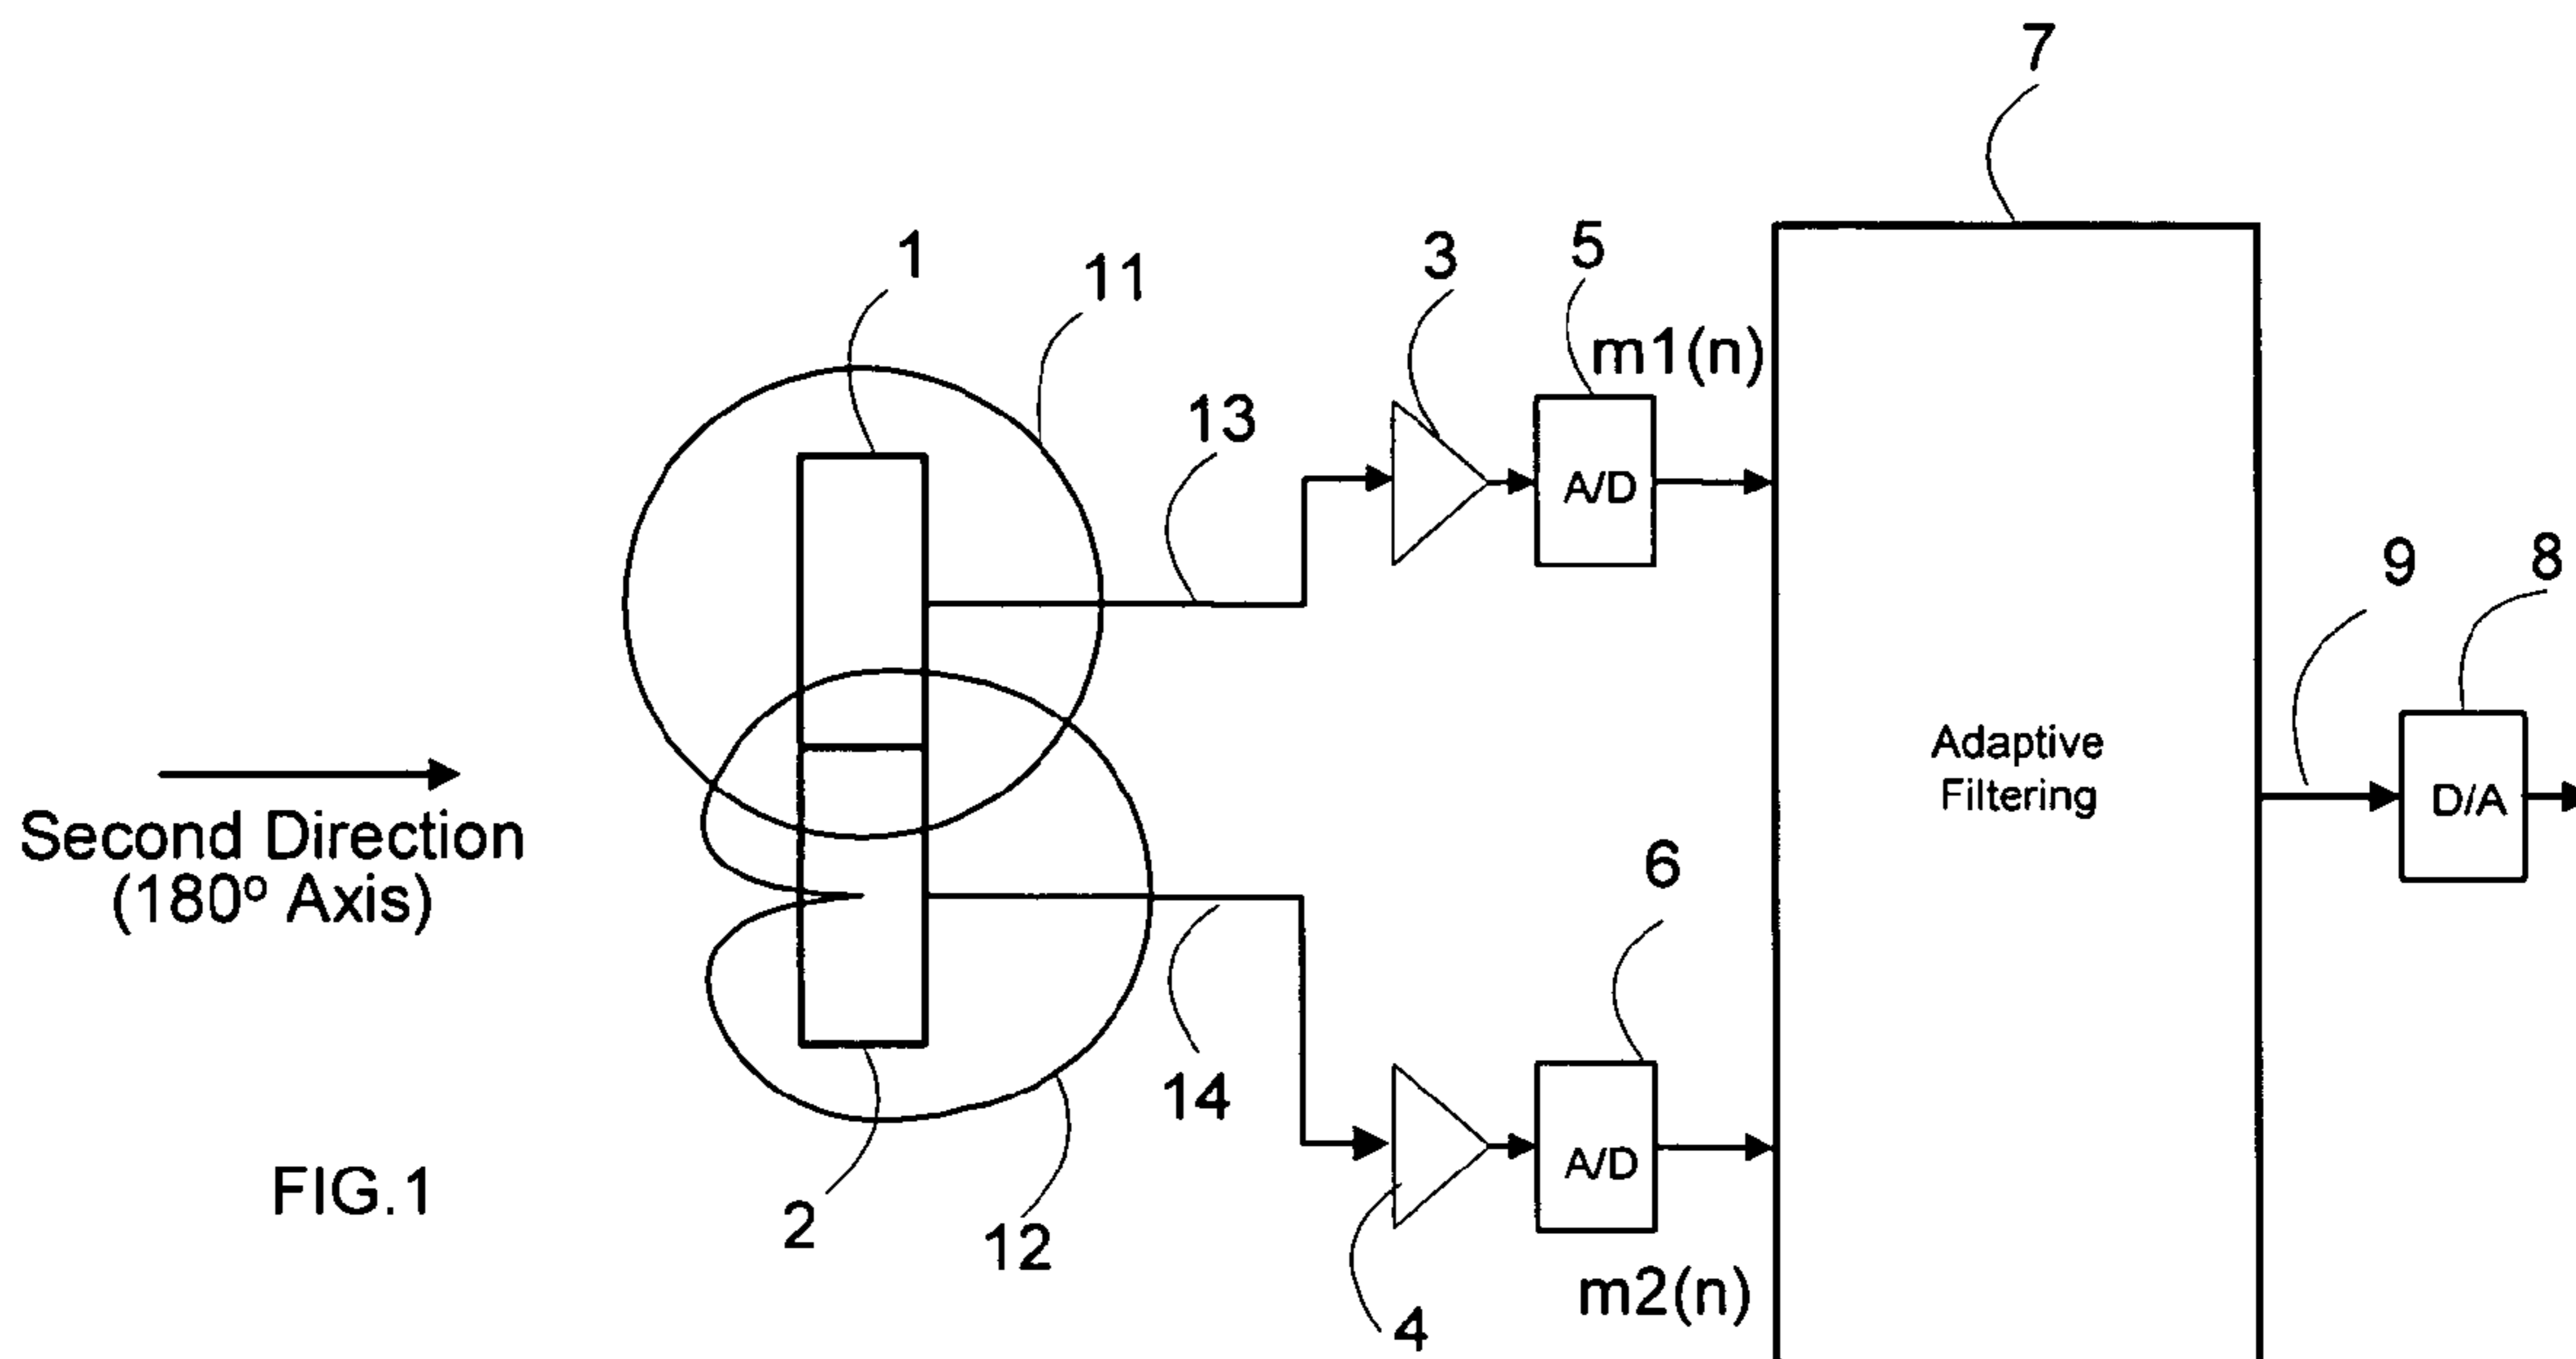 7
1
11
3
5
m1(n)
13
A/D
9
8
Adaptive
Filtering
D/A
Second Direction
(180º Axis)
6
14
A/D
FIG.1
2
12
4
m2(n)